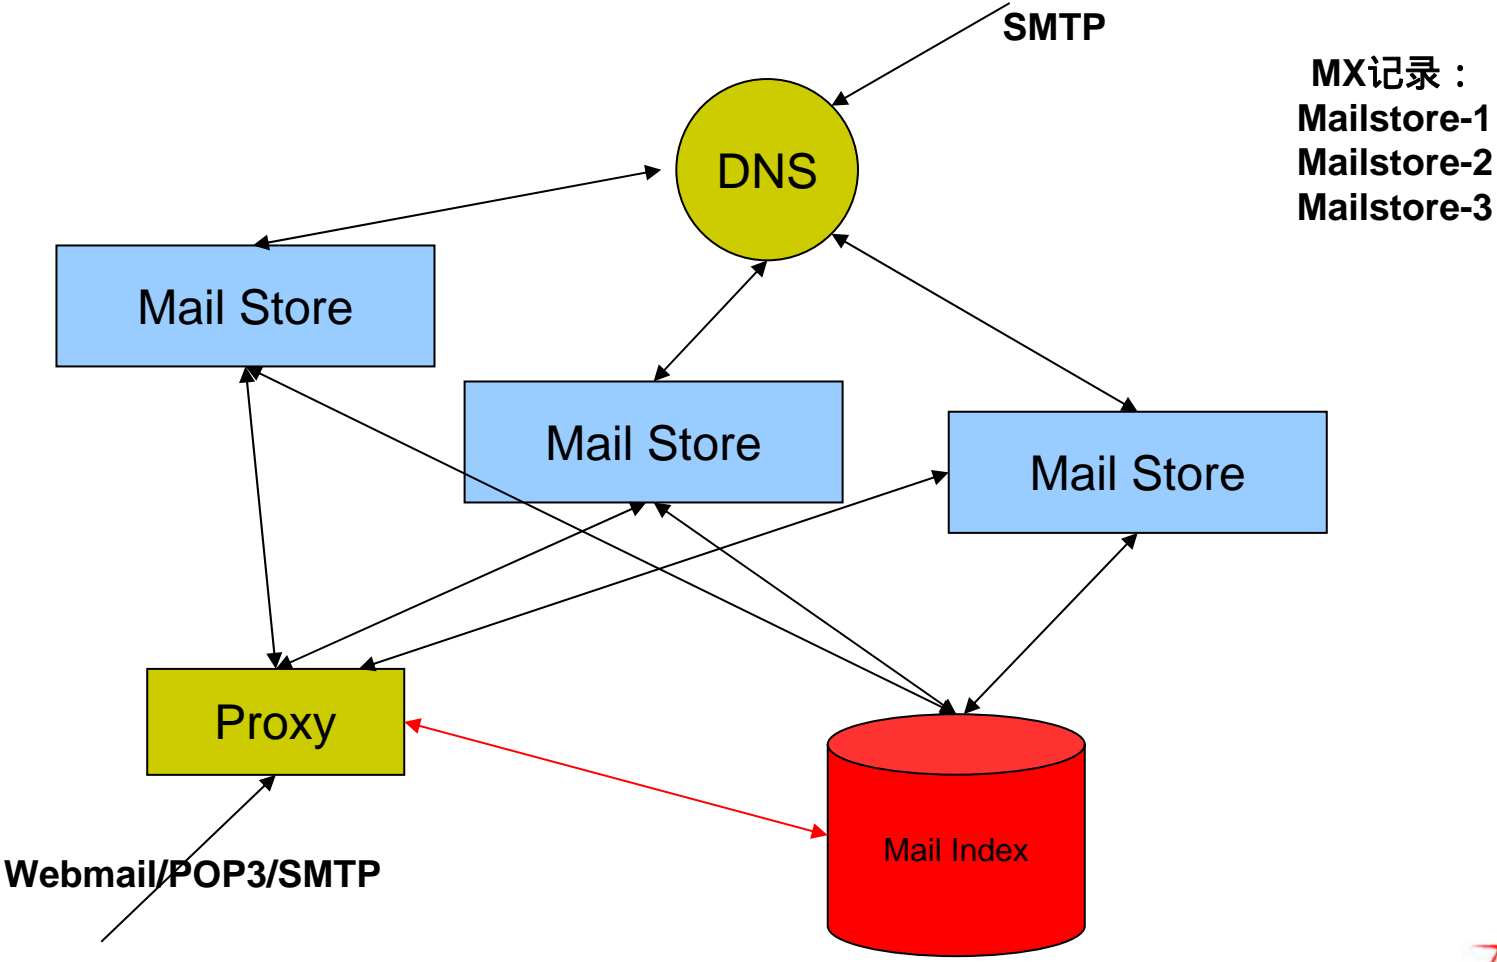 SMTP
MX记录：
Mailstore-1
Mailstore-2
Mailstore-3
DNS
Mail Store
Mail Store
Mail Store
Proxy
Mail Index
Webmail/POP3/SMTP